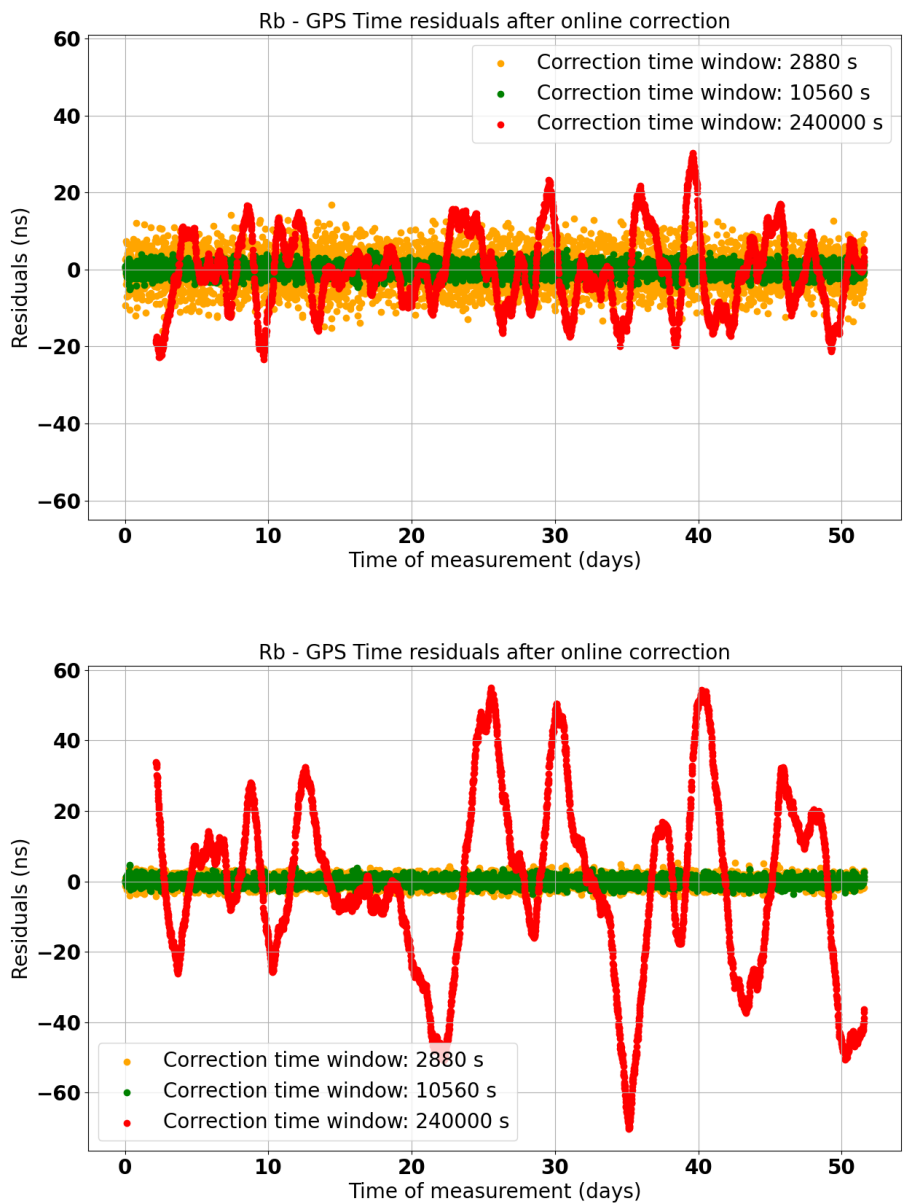 Rb - GPS Time residuals after online correction
60
40
20
0
−20
−40
−60
Residuals (ns)
Correction time window: 2880 s
Correction time window: 10560 s
Correction time window: 240000 s
0 10 20 30 40 50
Time of measurement (days)
Rb - GPS Time residuals after online correction
60
40
20
0
−20
−40
−60
Residuals (ns)
Correction time window: 2880 s
Correction time window: 10560 s
Correction time window: 240000 s
0 10 20 30 40 50
Time of measurement (days)